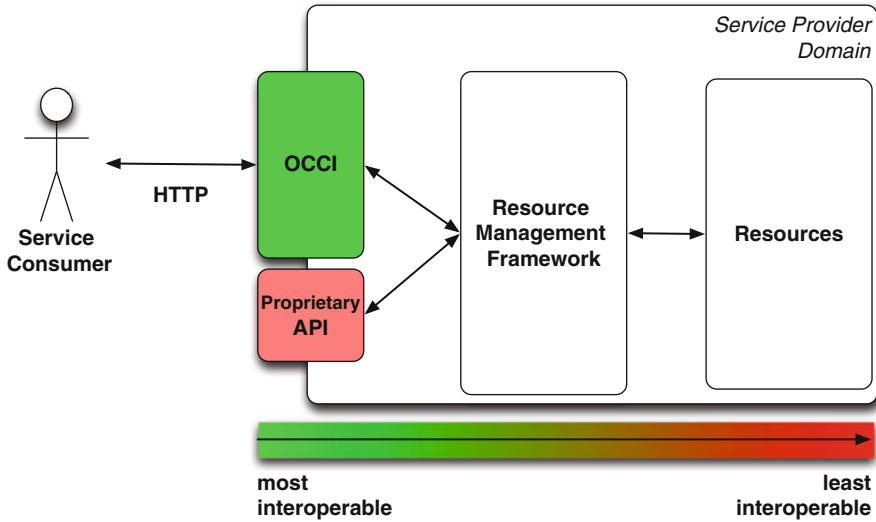 Service Provider
Domain
OCCI
HTTP
Service
Consumer
Proprietary
API
Resource
Management
Framework
Resources
most
interoperable
least
interoperable